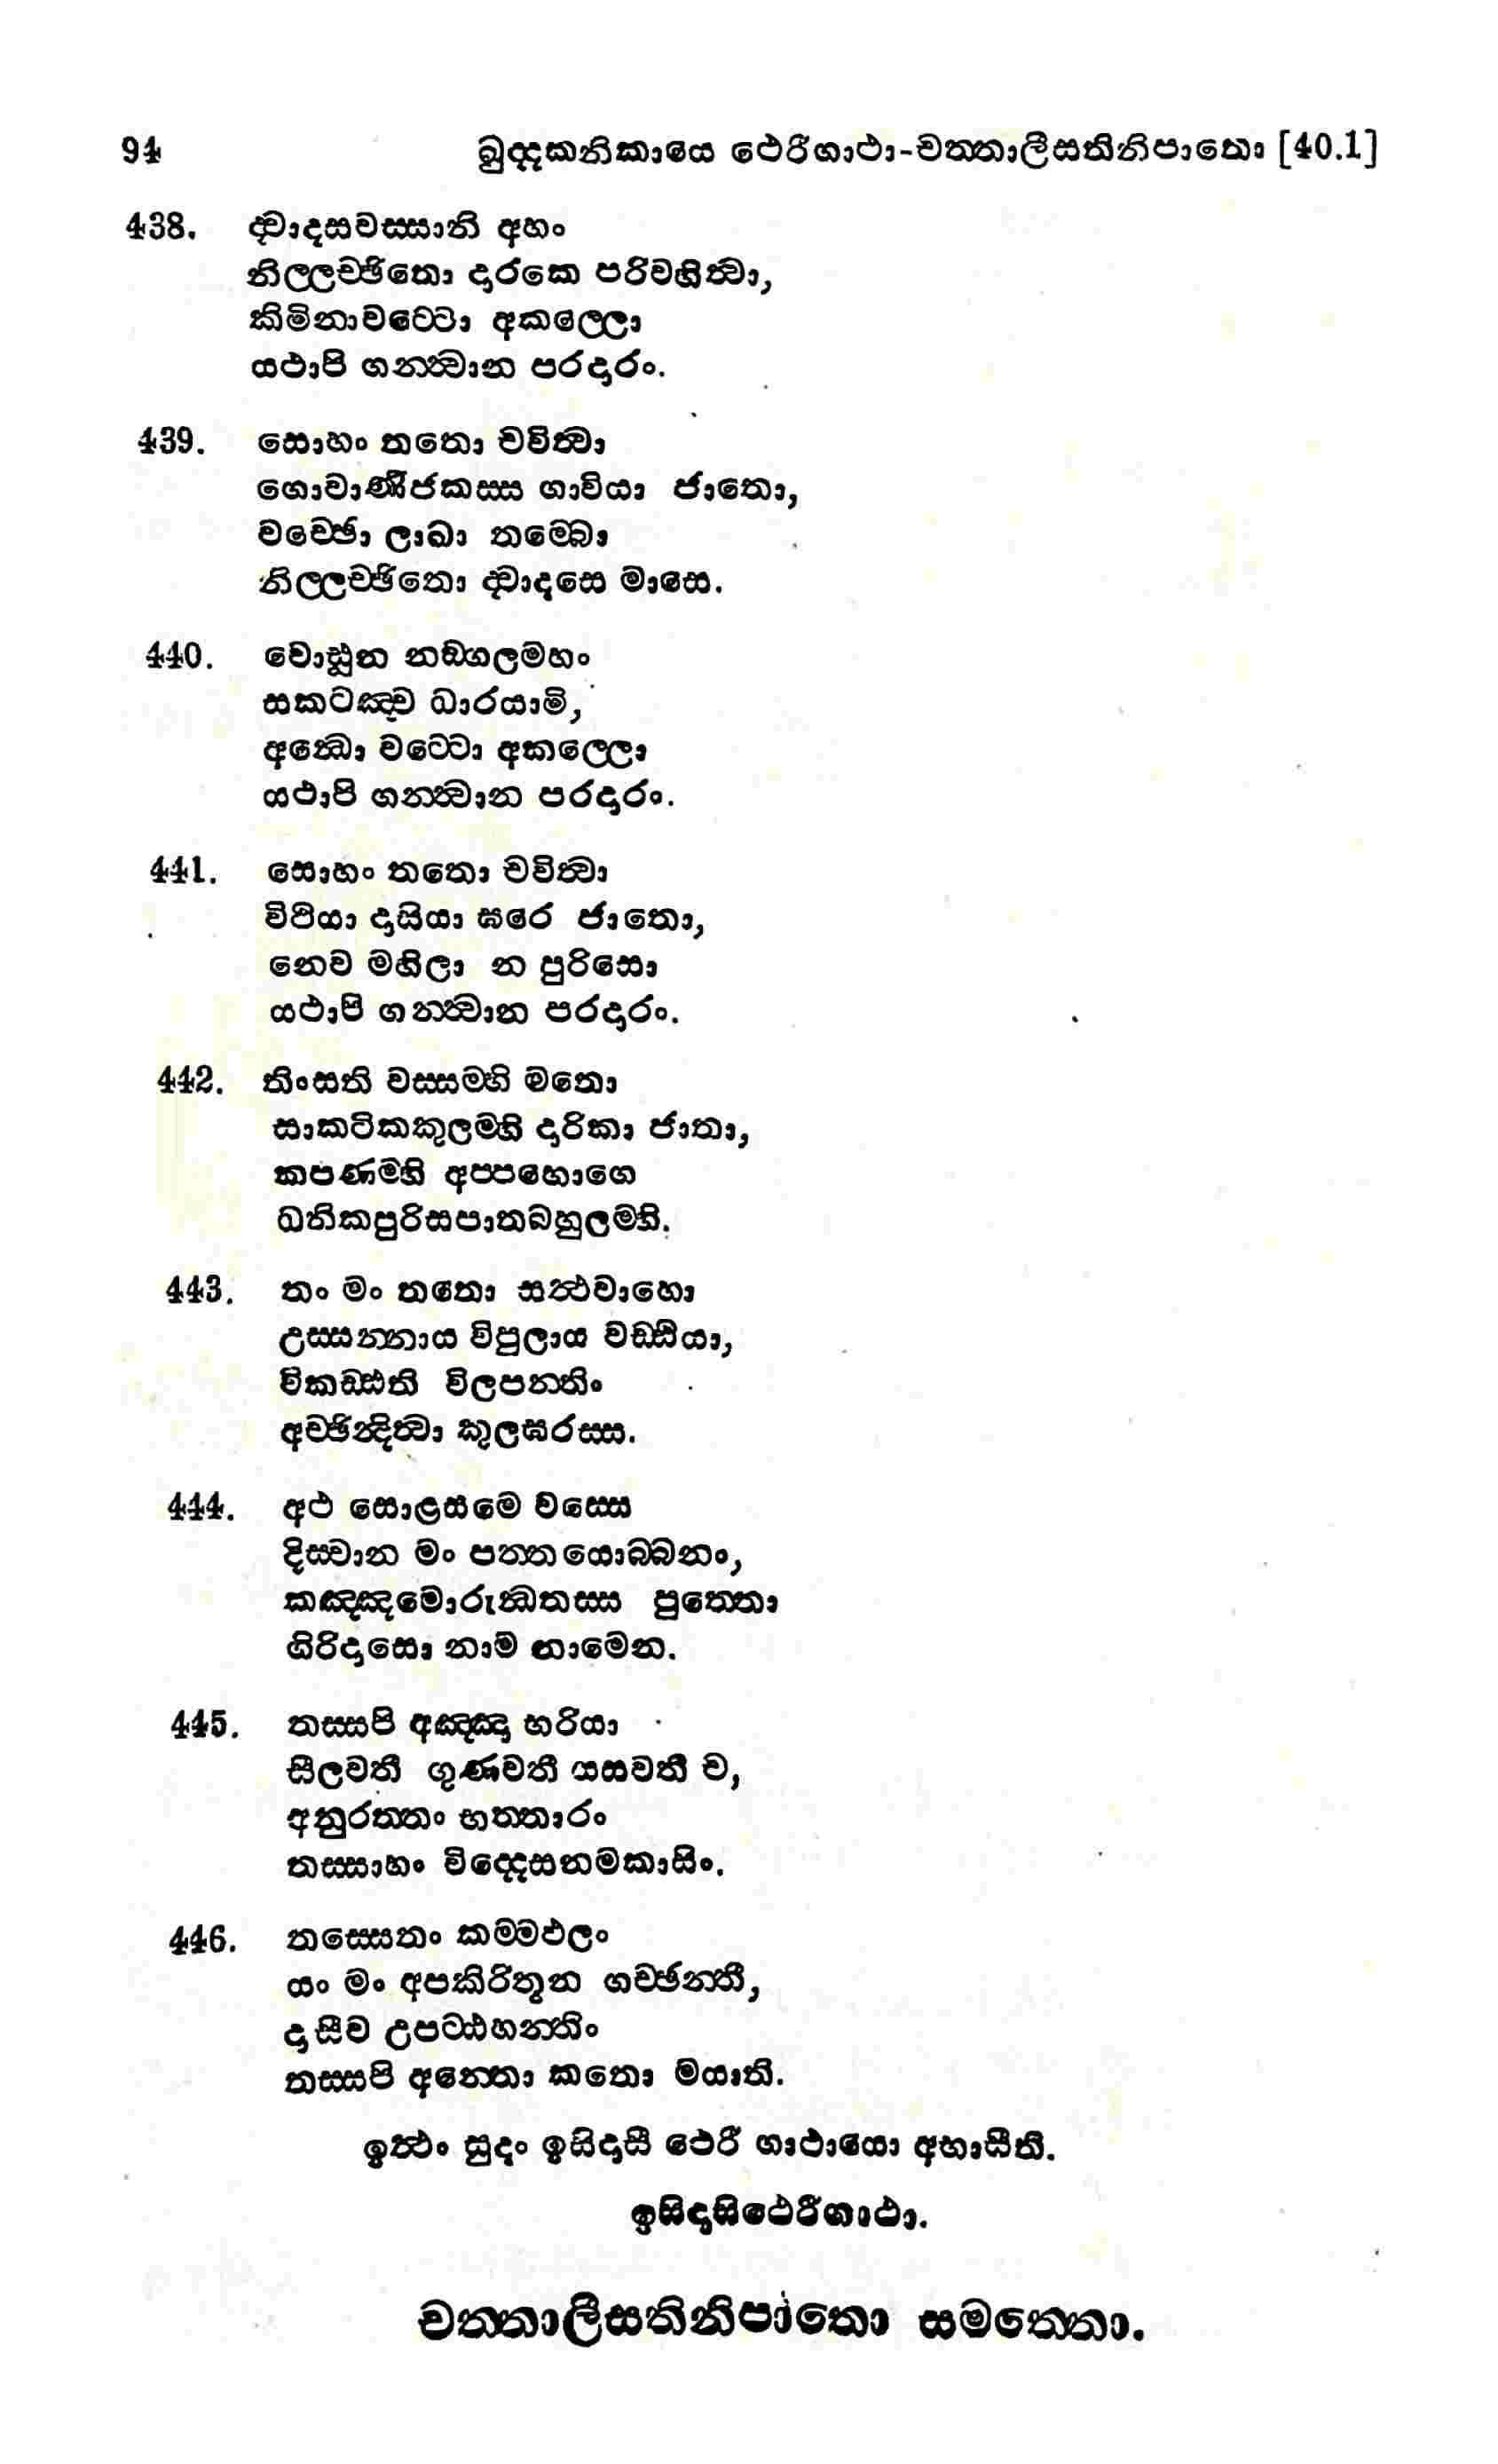 94 ඛුද්දකනිකායෙ ථෙරීගාථා-චත්තාලීසතිනිපාතො [40.1]
438. ද්වාදසවස්සානි අහං
නිල්ලච්ඡිතො දාරකෙ පරිවහිත්වා,
කිමිනාවට්ටො අකල්ලො
යථාපි ගන්ත්වාන පරදාරං.
439. සොහං තතො චවිත්වා
ගොවාණිජකස්ස ගාවියා ජාතො,
වච්ඡො ලාඛා තම්බො
නිල්ලච්ඡිතො ද්වාදසෙ මාසෙ.
440. වොඪූන නඞ්ගලමහං
සකටඤ්ච ධාරයාමි,
අන්ධො වට්ටො අකල්ලො
යථාපි ගන්ත්වාන පරදාරං.
441. සොහං තතො චවිත්වා
විථියා දාසියා ඝරෙ ජාතො,
නෙව මහිලා න පුරිසො
යථාපි ගන්ත්වාන පරදාරං.
442. තිංසති වස්සම්හි මතො
සාකටිකකුලම්හි දාරිකා ජාතා,
කපණම්හි අප්පභොගෙ
ධනිකපුරිසපාතබහුලම්හි.
443. තං මං තතො සත්ථවාහො
උස්සන්නාය විපුලාය වඩ්ඪියා,
විකඩ්ඪති විලපන්තිං
අච්ඡින්දිත්වා කුලඝරස්ස.
444. අථ සොළසමෙ වස්සෙ
දිස්වාන මං පත්තයොබ්බනං,
කඤ්ඤමොරුන්ධතස්ස පුත්තො
ගිරිදාසො නාම නාමෙන.
445. තස්සපි අඤ්ඤා භරියා
සීලවතී ගුණවතී යසවතී ච,
අනුරත්තං භත්තාරං
තස්සාහං විද්දෙසනමකාසිං.
446. තස්සෙතං කම්මඵලං
යං මං අපකිරිතූන ගච්ඡන්තී,
දාසීව උපට්ඨහන්තිං
තස්සපි අන්තො කතො මයාති.
ඉත්ථං සුදං ඉසිදාසී ථෙරී ගාථායො අභාසීති.
ඉසිදාසිථෙරීගාථා.
චත්තාලීසතිනිපාතො සමත්තො.